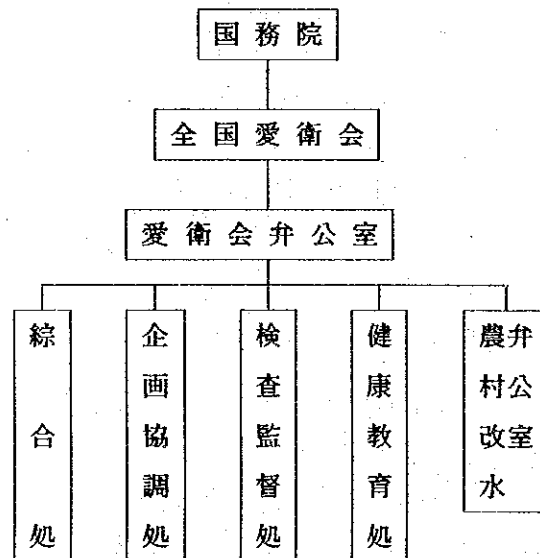 国務院
全国愛衛会
愛衛会弁公室
綜合処
企画協調処
検査監督処
健康教育処
農村改水
弁公室